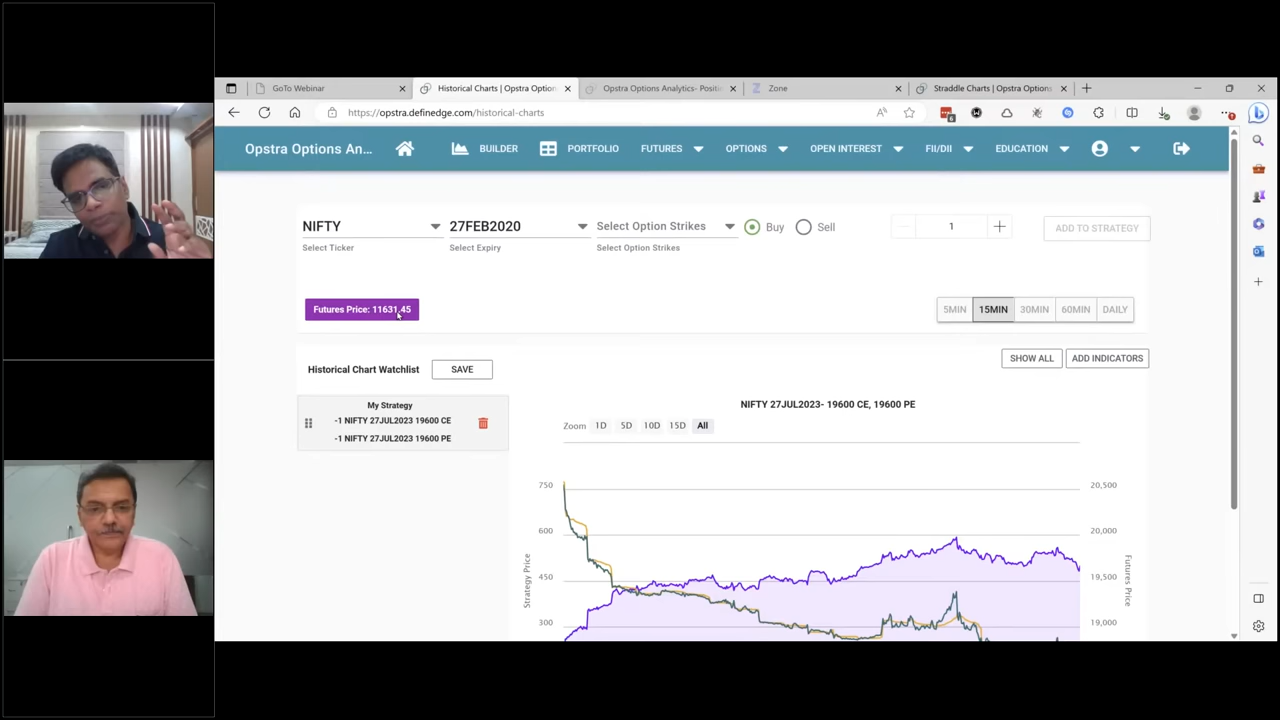 GoTo Webinar
Historical Charts | Opstra Option
Opstra Options Analytics- Positi
Zone
Straddle Charts | Opstra Options
https://opstra.definedge.com/historical-charts
Opstra Options An...
BUILDER
PORTFOLIO
FUTURES
OPTIONS
OPEN INTEREST
FII/DII
EDUCATION
NIFTY
27FEB2020
Select Option Strikes
Buy
Sell
1
ADD TO STRATEGY
Select Ticker
Select Expiry
Select Option Strikes
Futures Price: 11631.45
5MIN
15MIN
30MIN
60MIN
DAILY
SHOW ALL
ADD INDICATORS
Historical Chart Watchlist
SAVE
My Strategy
-1 NIFTY 27JUL2023 19600 CE
-1 NIFTY 27JUL2023 19600 PE
NIFTY 27JUL2023- 19600 CE, 19600 PE
Zoom
1D
5D
10D
15D
All
750
600
450
300
Strategy Price
20,500
20,000
19,500
19,000
Futures Price